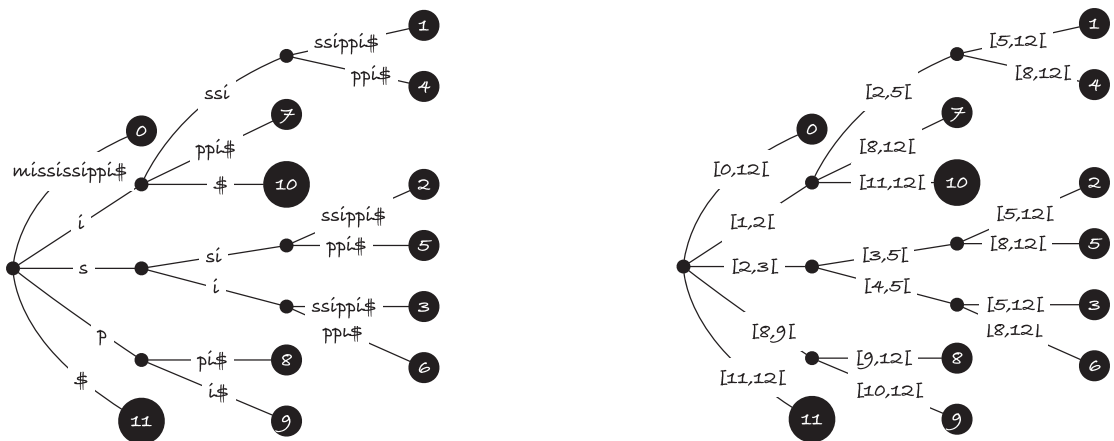 1
ssippi$
ppi$
4
ssi
7
0
ppi$
mississippi$
$
10
i
ssippi$
2
si
ppi$
5
s
i
ssippi$
3
p
ppi$
pi$
8
6
$
i$
11
9
1
[5,12[
[8,12[
4
[2,5[
7
0
[8,12[
[0,12[
[11,12[
10
[1,2[
[5,12[
2
[3,5[
[8,12[
5
[2,3[
[4,5[
[5,12[
3
[8,9[
[8,12[
[9,12[
8
6
[11,12[
[10,12[
11
9